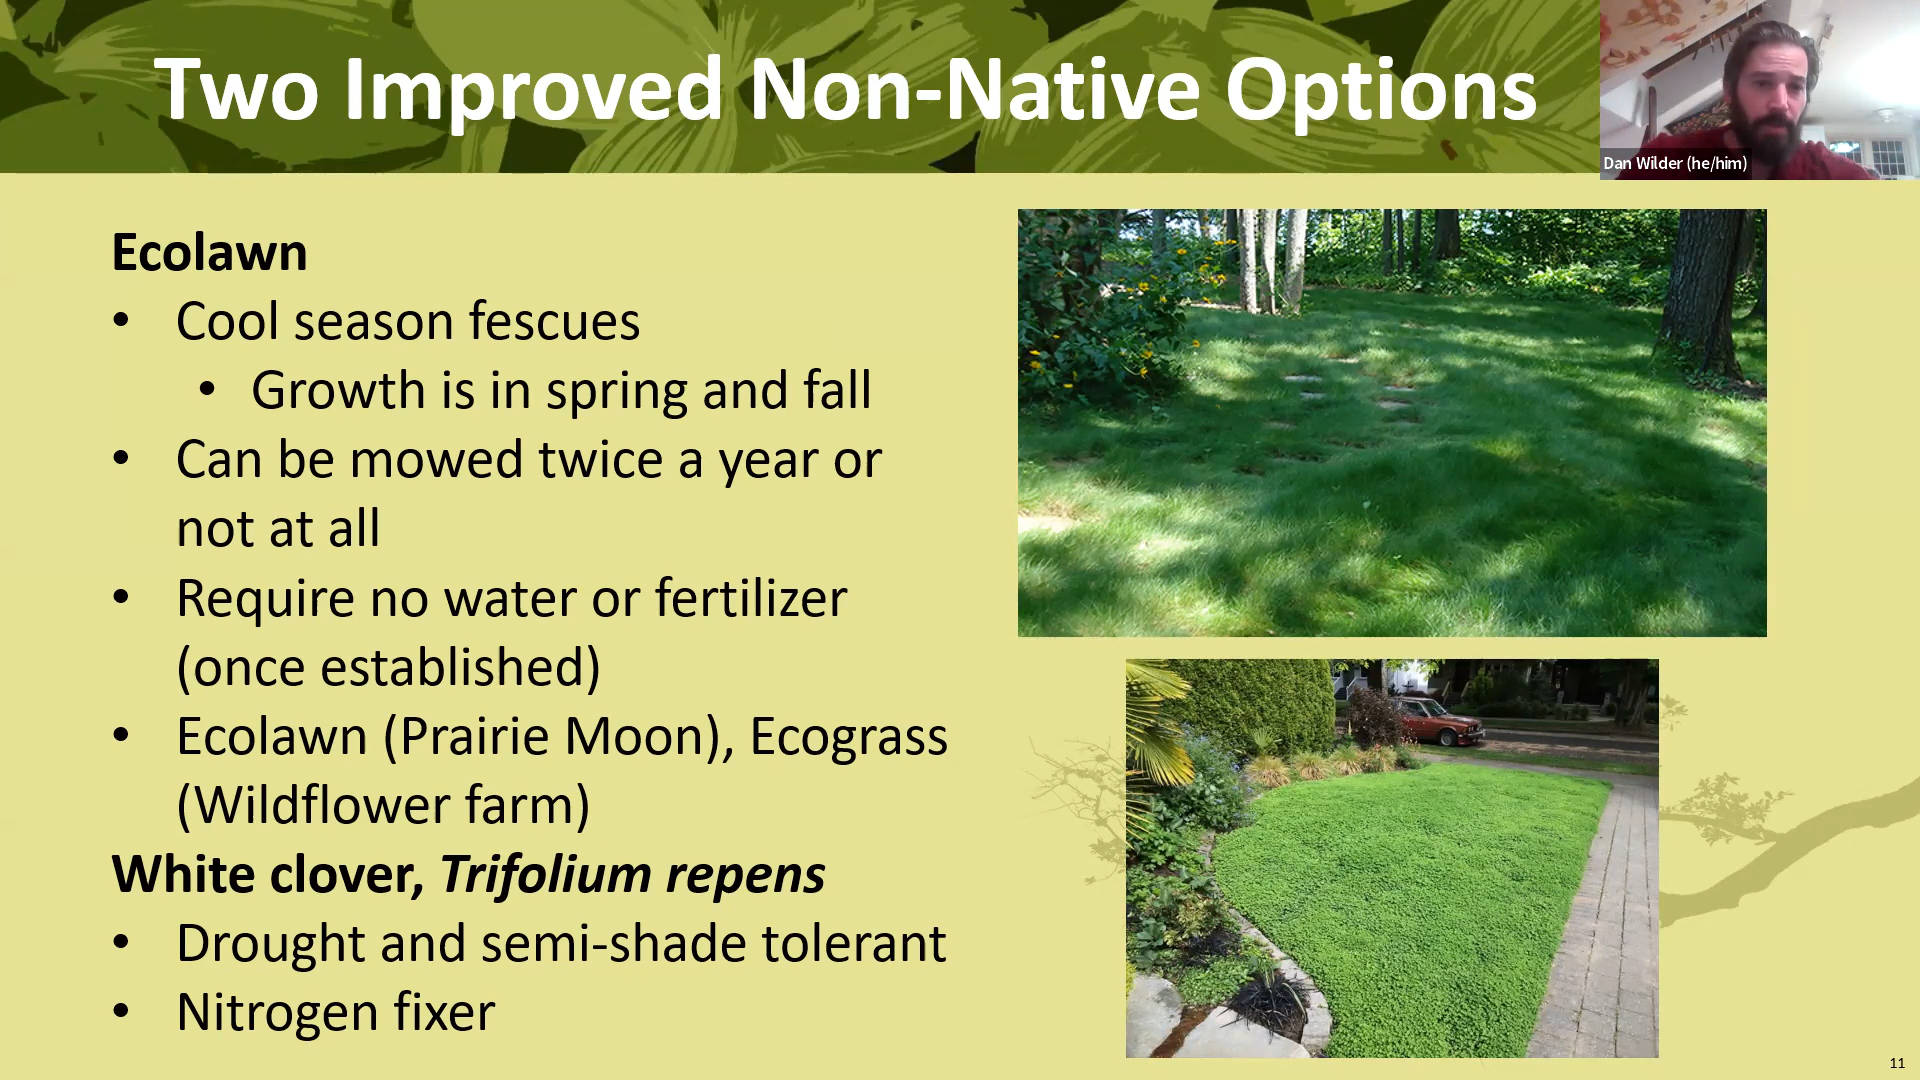 Two Improved Non-Native Options
Dan Wilder (he/him)
Ecolawn
• Cool season fescues
• Growth is in spring and fall
• Can be mowed twice a year or
not at all
• Require no water or fertilizer
(once established)
• Ecolawn (Prairie Moon), Ecograss
(Wildflower farm)
White clover, Trifolium repens
• Drought and semi-shade tolerant
• Nitrogen fixer
11